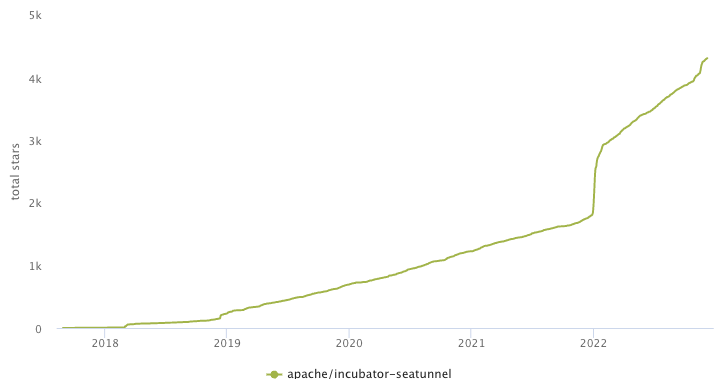 5k
4k
3k
2k
1k
0
total stars
2018 2019 2020 2021 2022
apache/incubator-seatunnel